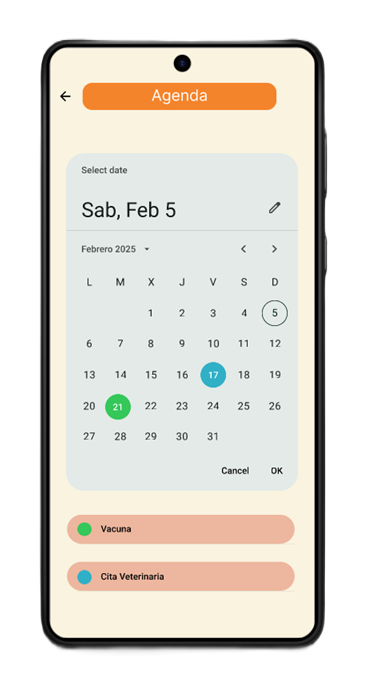 Agenda
Select date
Sab, Feb 5
Febrero 2025
L M X J V S D
1 2 3 4 5
6 7 8 9 10 11 12
13 14 15 16 17 18 19
20 21 22 23 24 25 26
27 28 29 30 31
Cancel OK
Vacuna
Cita Veterinaria